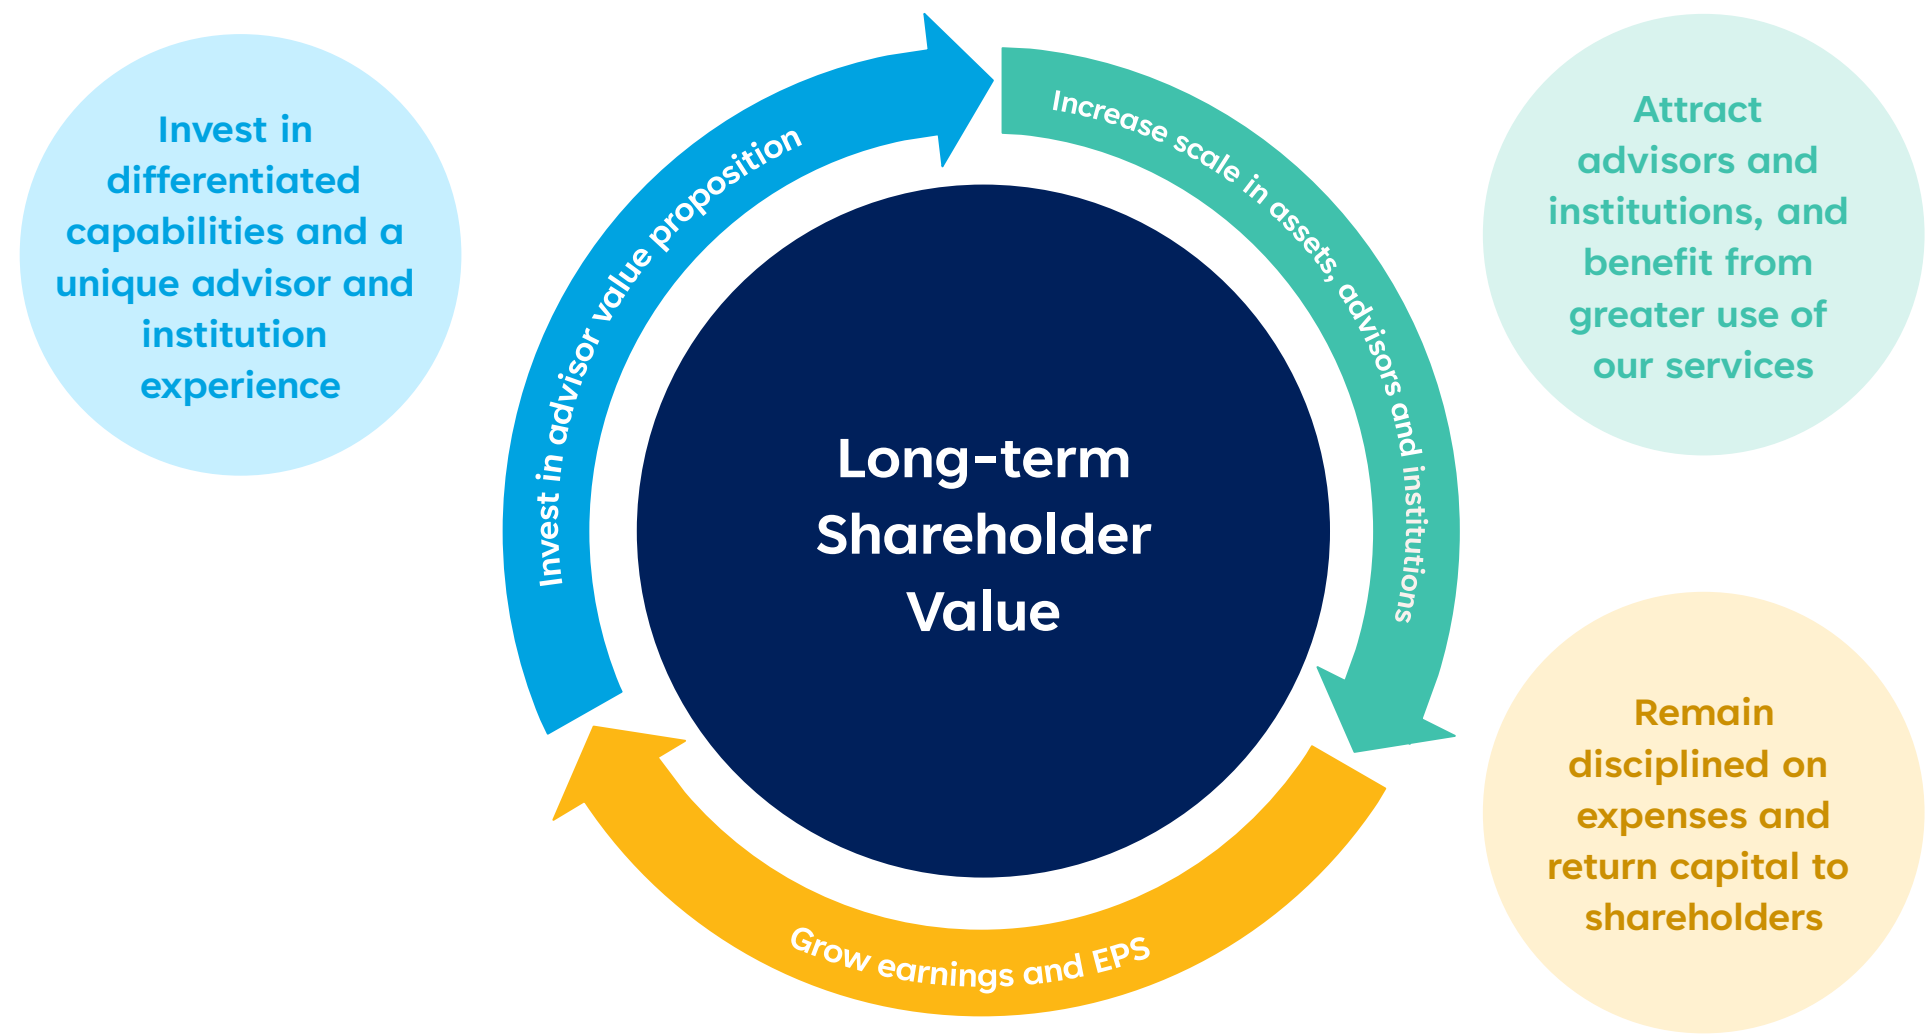 Invest in
differentiated
capabilities and a
unique advisor and
institution
experience
Invest in advisor value proposition
Increase scale in assets, advisors and institutions
Attract
advisors and
institutions, and
benefit from
greater use of
our services
Long-term
Shareholder
Value
Grow earnings and EPS
Remain
disciplined on
expenses and
return capital to
shareholders